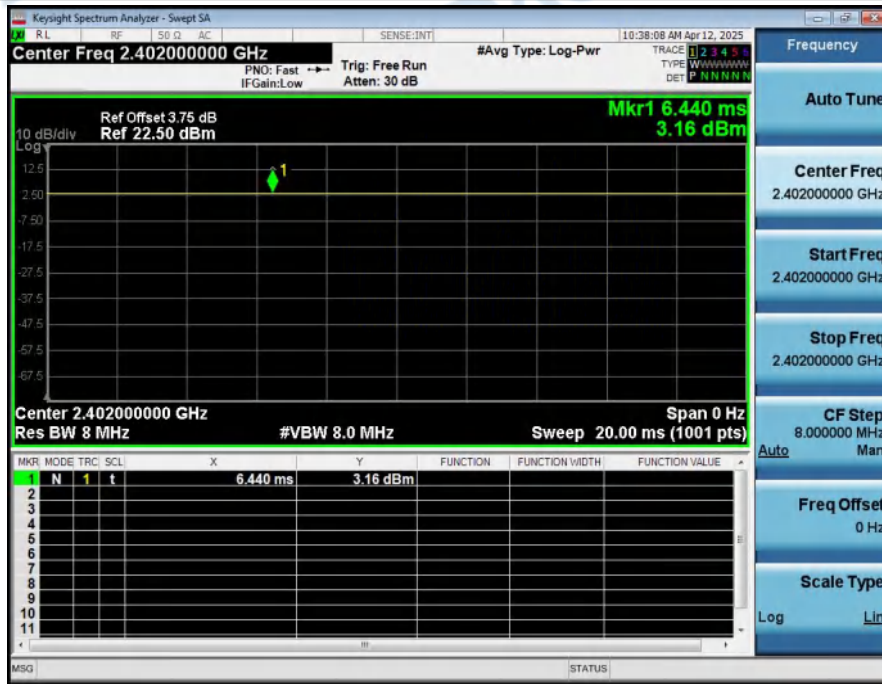 Keysight Spectrum Analyzer - Swept SA
LXI RL RF 50 Ω AC SENSE:INT 10:38:08 AM Apr 12, 2025
Center Freq 2.402000000 GHz
PNO: Fast
IFGain:Low
Trig: Free Run
Atten: 30 dB
#Avg Type: Log-Pwr
TRACE 1 2 3 4 5 6
TYPE WWWWWW
DET P N N N N N
Mkr1 6.440 ms
3.16 dBm
Ref Offset 3.75 dB
10 dB/div Ref 22.50 dBm
Log
12.5
2.50
-7.50
-17.5
-27.5
-37.5
-47.5
-57.5
-67.5
1
Center 2.402000000 GHz Span 0 Hz
Res BW 8 MHz #VBW 8.0 MHz Sweep 20.00 ms (1001 pts)
MKR MODE TRC SCL X Y FUNCTION FUNCTION WIDTH FUNCTION VALUE
1 N 1 t 6.440 ms 3.16 dBm
2
3
4
5
6
7
8
9
10
11
MSG STATUS
Frequency
Auto Tune
Center Freq
2.402000000 GHz
Start Freq
2.402000000 GHz
Stop Freq
2.402000000 GHz
CF Step
8.000000 MHz
Auto Man
Freq Offset
0 Hz
Scale Type
Log Lin